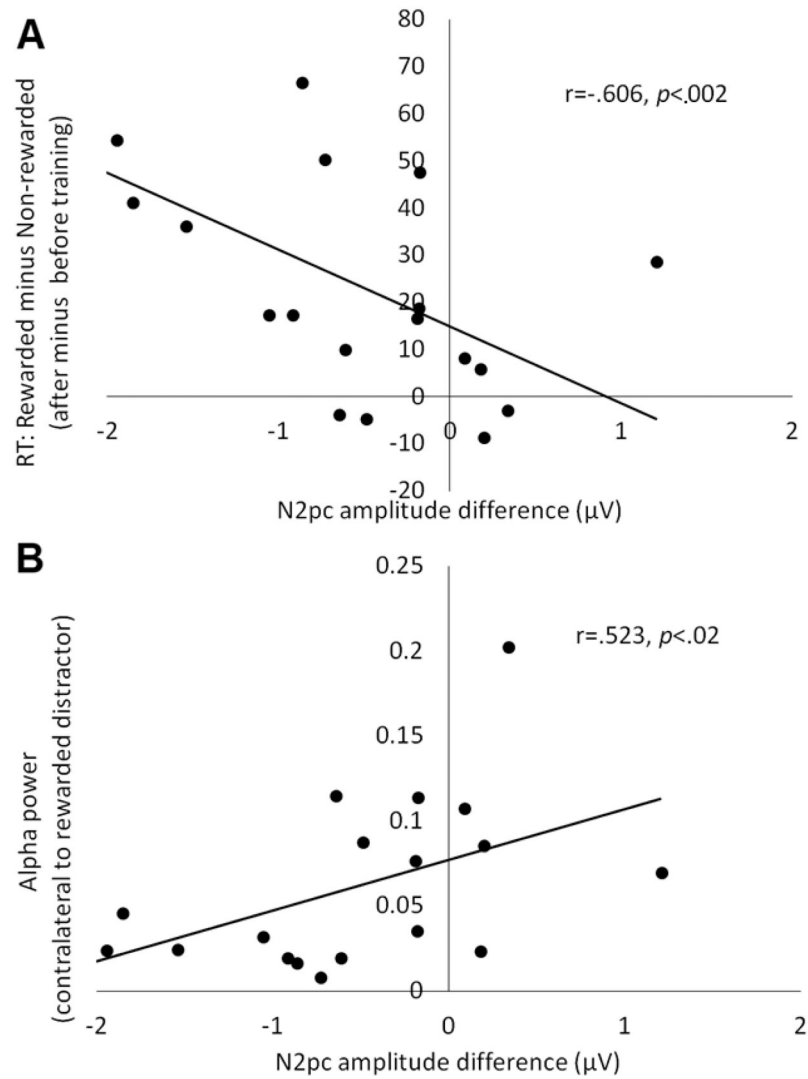 A
RT: Rewarded minus Non-rewarded
(after minus before training)
80
70
60
50
40
30
20
10
0
-10
-20
-2
-1
0
1
2
r=-.606, p<.002
N2pc amplitude difference (µV)
B
Alpha power
(contralateral to rewarded distractor)
0.25
0.2
0.15
0.1
0.05
0
-2
-1
0
1
2
r=.523, p<.02
N2pc amplitude difference (µV)